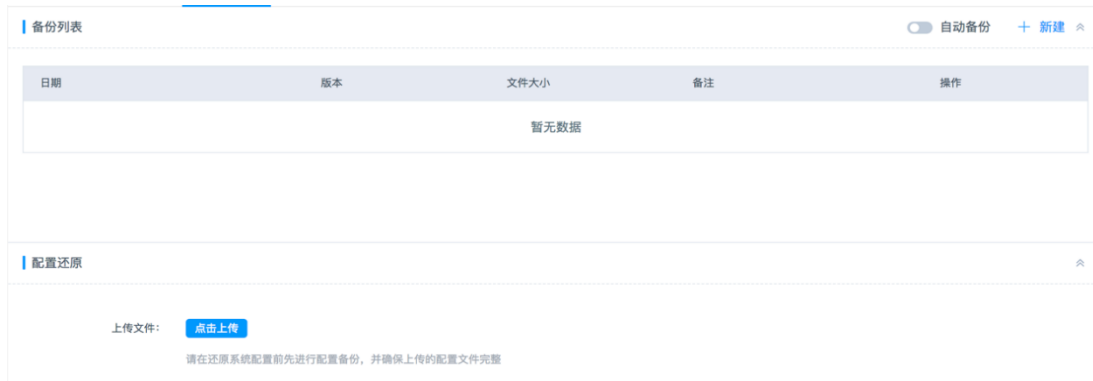 备份列表 自动备份 + 新建
日期 版本 文件大小 备注 操作
暂无数据
配置还原
上传文件： 点击上传
请在还原系统配置前先进行配置备份，并确保上传的配置文件完整